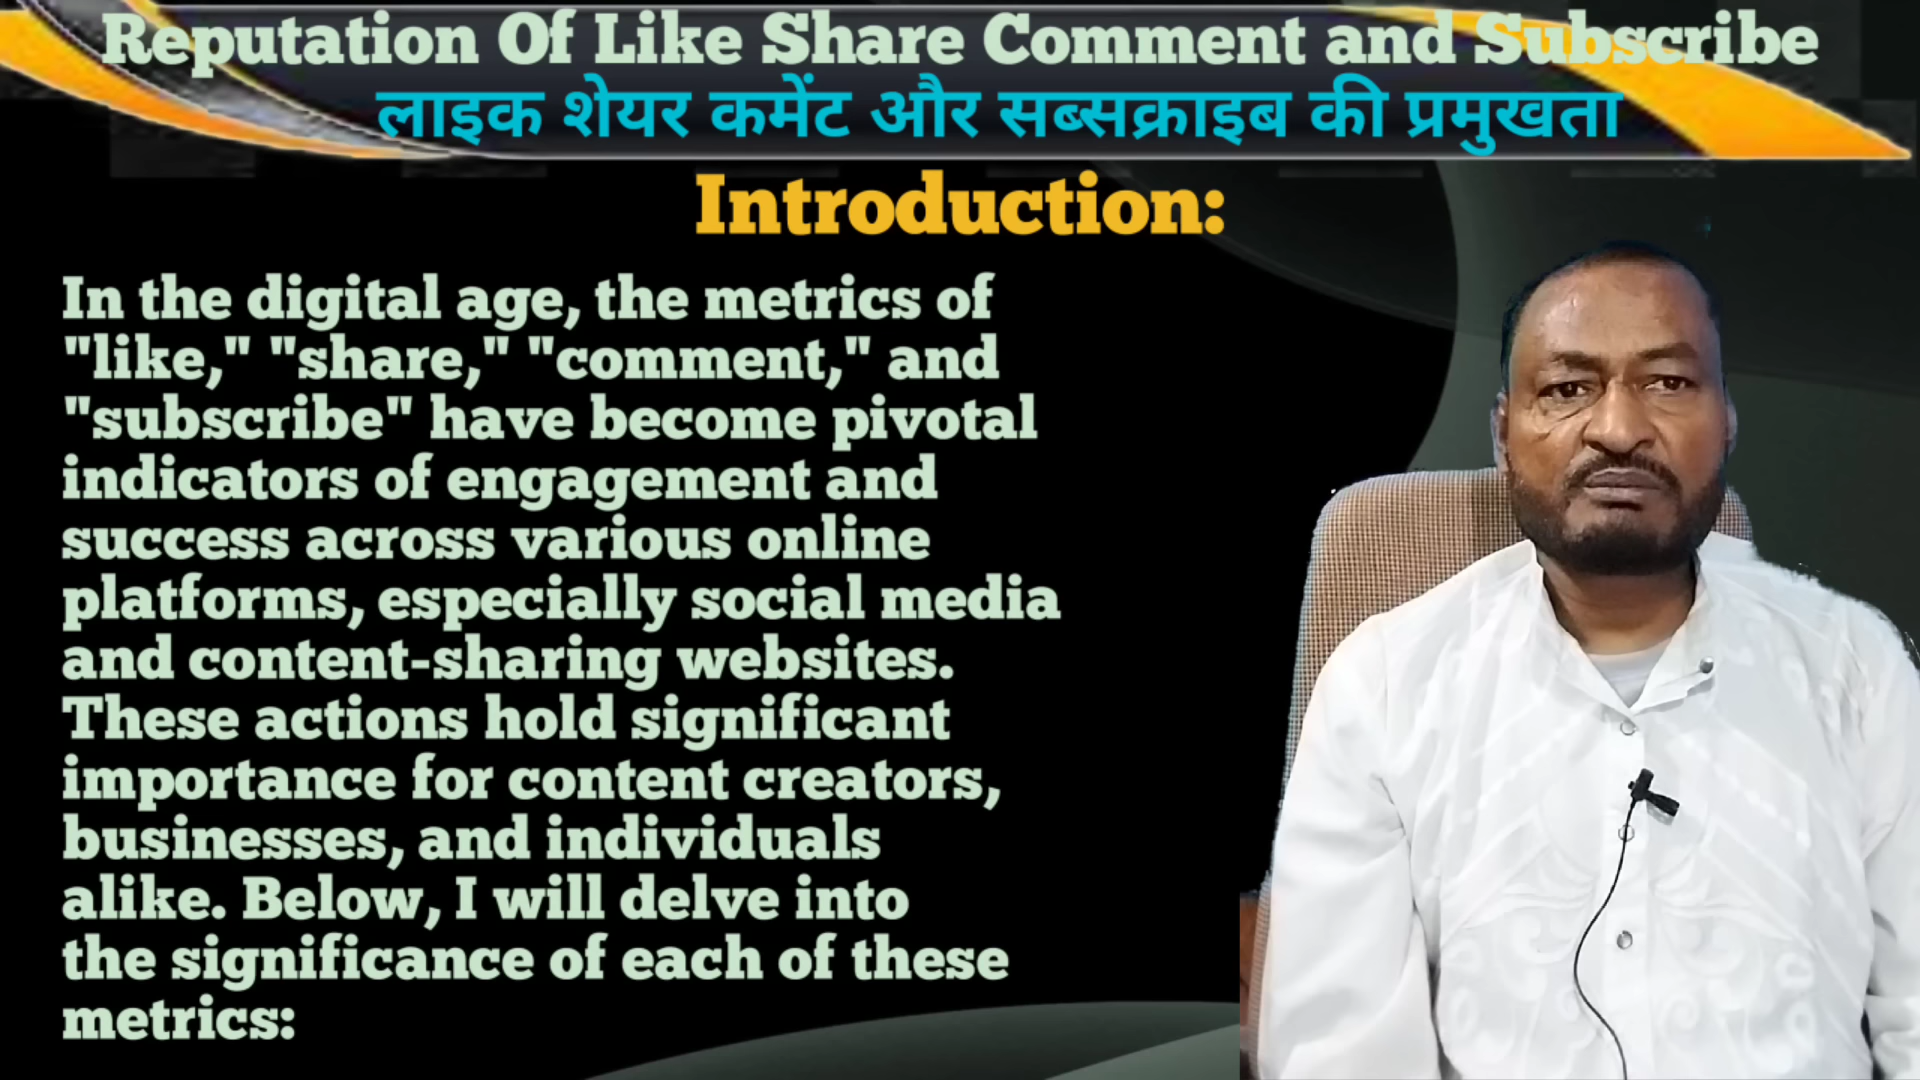 Reputation Of Like Share Comment and Subscribe
लाइक शेयर कमेंट और सब्सक्राइब की प्रमुखता
Introduction:
In the digital age, the metrics of
"like," "share," "comment," and
"subscribe" have become pivotal
indicators of engagement and
success across various online
platforms, especially social media
and content-sharing websites.
These actions hold significant
importance for content creators,
businesses, and individuals
alike. Below, I will delve into
the significance of each of these
metrics: